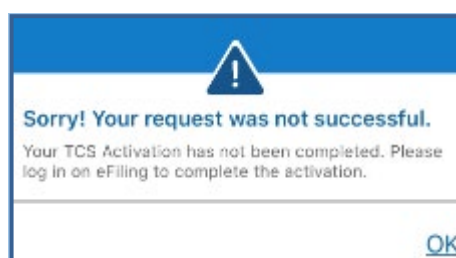 Sorry! Your request was not successful.
Your TCS Activation has not been completed. Please
log in on eFiling to complete the activation.
OK